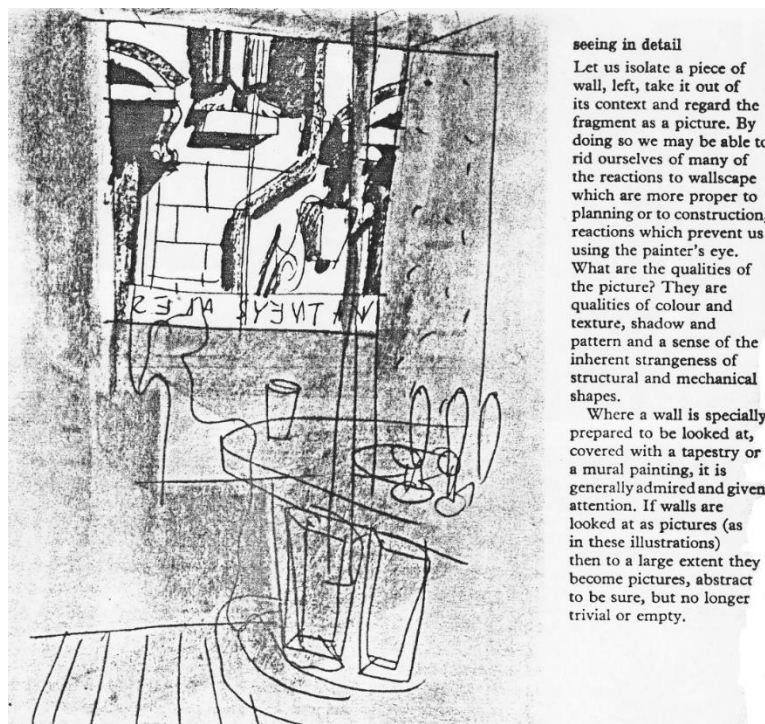 WATNEYS ALES
seeing in detail
Let us isolate a piece of
wall, left, take it out of
its context and regard the
fragment as a picture. By
doing so we may be able to
rid ourselves of many of
the reactions to wallscape
which are more proper to
planning or to construction,
reactions which prevent us
using the painter's eye.
What are the qualities of
the picture? They are
qualities of colour and
texture, shadow and
pattern and a sense of the
inherent strangeness of
structural and mechanical
shapes.
Where a wall is specially
prepared to be looked at,
covered with a tapestry or
a mural painting, it is
generally admired and given
attention. If walls are
looked at as pictures (as
in these illustrations)
then to a large extent they
become pictures, abstract
to be sure, but no longer
trivial or empty.